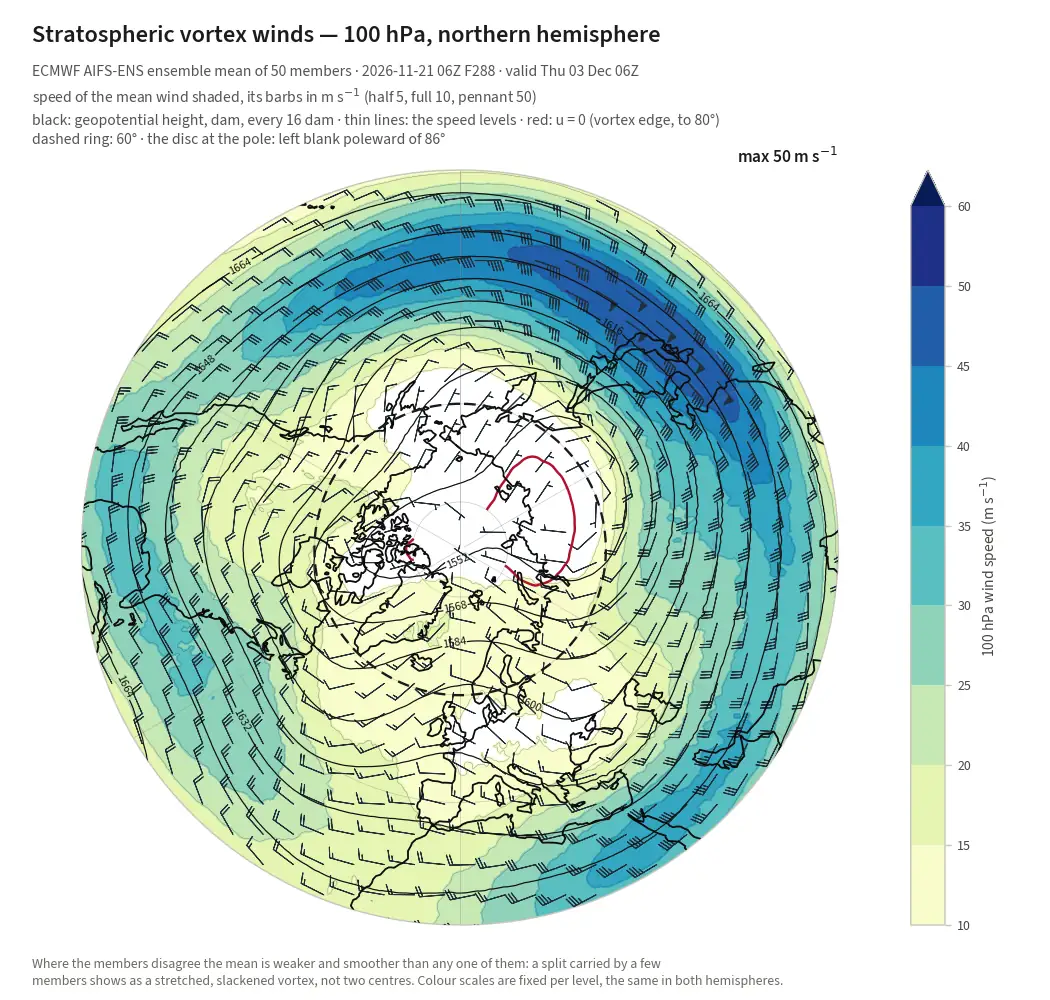 Stratospheric vortex winds — 100 hPa, northern hemisphere
ECMWF AIFS-ENS ensemble mean of 50 members · 2026-11-21 06Z F288 · valid Thu 03 Dec 06Z
speed of the mean wind shaded, its barbs in m s⁻¹ (half 5, full 10, pennant 50)
black: geopotential height, dam, every 16 dam · thin lines: the speed levels · red: u = 0 (vortex edge, to 80°)
dashed ring: 60° · the disc at the pole: left blank poleward of 86°
max 50 m s⁻¹
1664
1664
1616
1648
1552
1568
1584
1600
1664
1632
60
50
45
40
35
30
25
20
15
10
100 hPa wind speed (m s⁻¹)
Where the members disagree the mean is weaker and smoother than any one of them: a split carried by a few
members shows as a stretched, slackened vortex, not two centres. Colour scales are fixed per level, the same in both hemispheres.